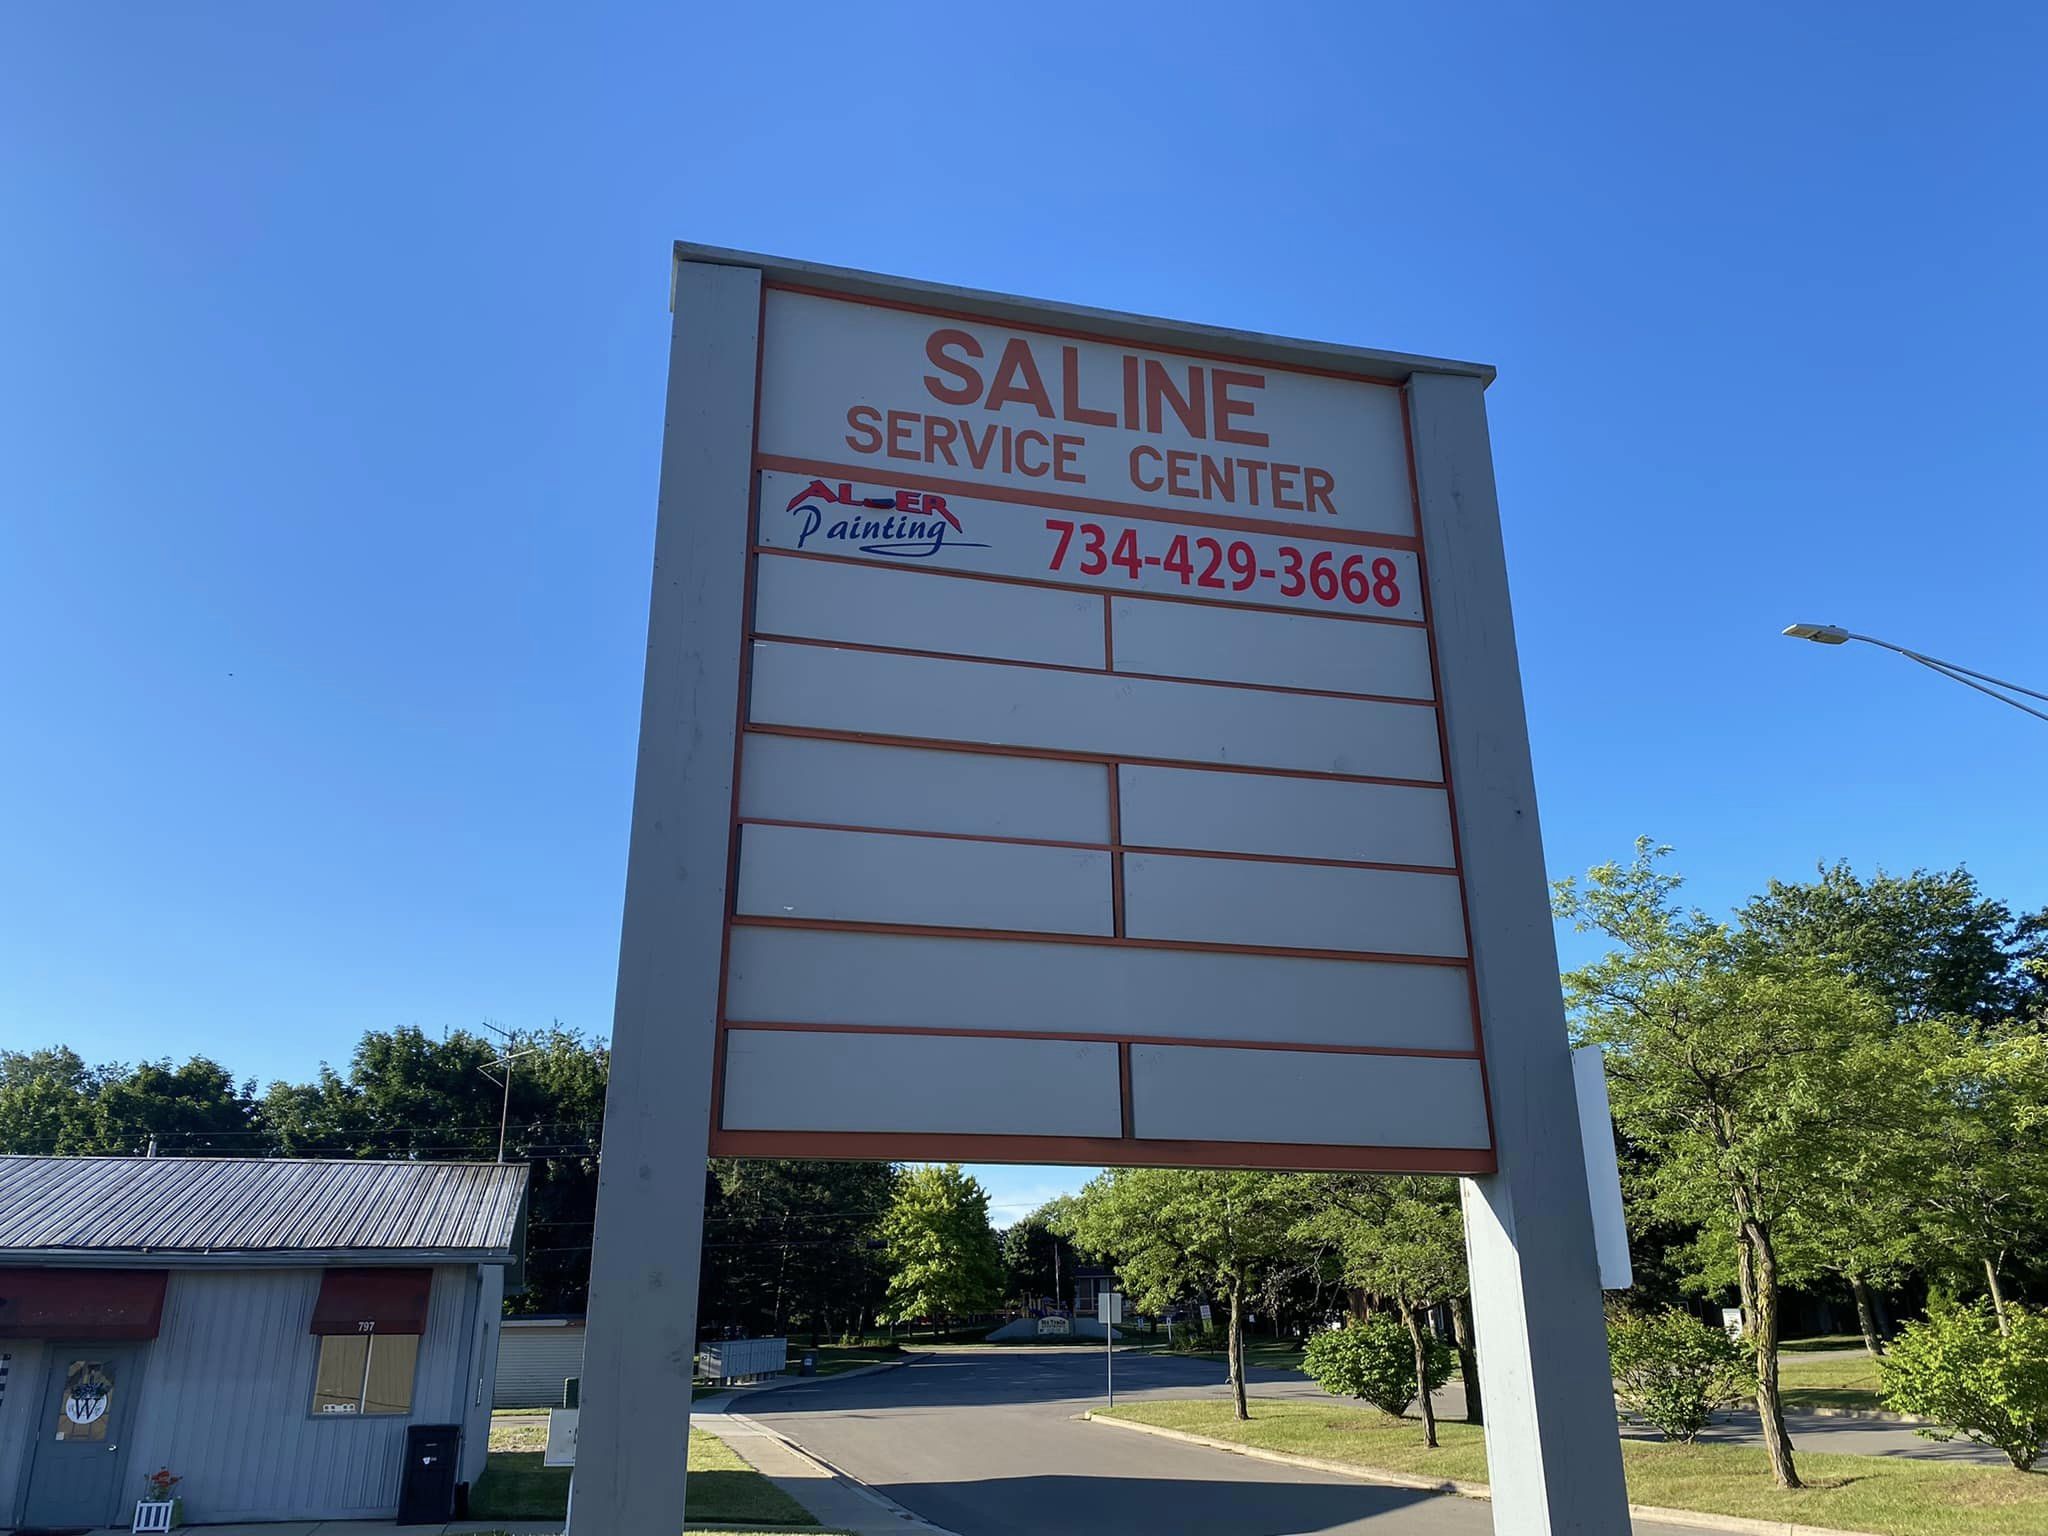 SALINE
SERVICE CENTER
Painting
734-429-3668
797
W